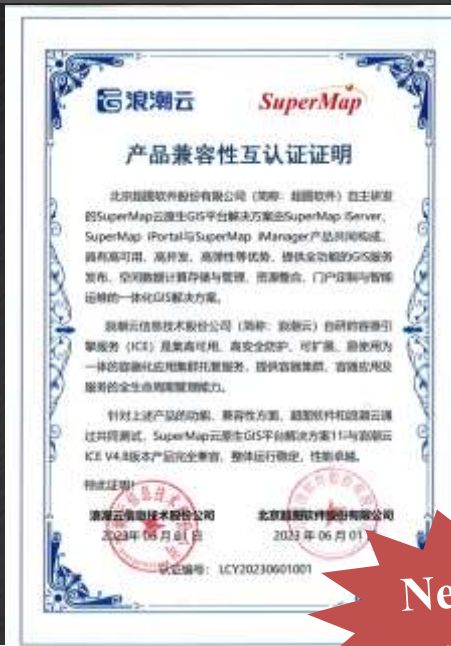 浪潮云
SuperMap
产品兼容性互认证证明
北京超图软件股份有限公司（简称：超图软件）自主研发
的SuperMap云原生GIS平台解决方案由SuperMap iServer、
SuperMap iPortal与SuperMap iManager产品共同构成，
具有高可用、高并发、高弹性等优势，提供全功能的GIS服务
发布、空间数据计算存储与管理、资源整合、门户定制与智能
运维的一体化GIS解决方案。
浪潮云信息技术股份公司（简称：浪潮云）自研的容器引
擎服务（ICE）是集高可用、高安全防护、可扩展、易使用为
一体的容器化应用集群托管服务，提供容器集群、容器应用及
服务的全生命周期管理能力。
针对上述产品的功能、兼容性方面，超图软件和浪潮云通
过共同测试，SuperMap云原生GIS平台解决方案11i与浪潮云
ICE V4.8版本产品完全兼容，整体运行稳定，性能卓越。
特此证明！
浪潮云信息技术股份公司
北京超图软件股份有限公司
2023年 06 月 01 日
2023 年 06 月 01
认证编号： LCY20230601001
Ne